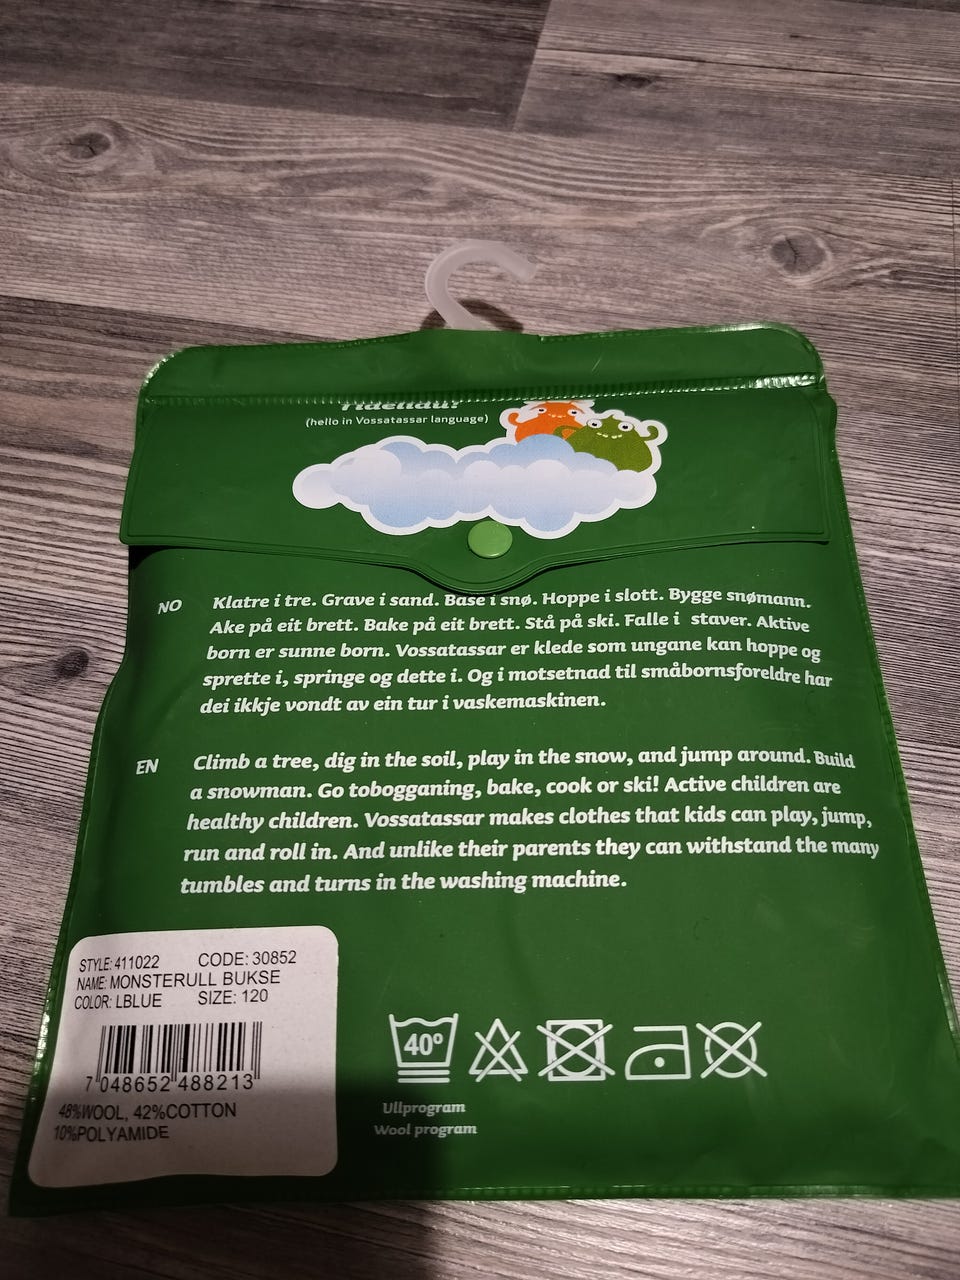 (hello in Vossatassar language)
NO
Klatre i tre. Grave i sand. Base i snø. Hoppe i slott. Bygge snømann.
Ake på eit brett. Bake på eit brett. Stå på ski. Falle i staver. Aktive
born er sunne born. Vossatassar er klede som ungane kan hoppe og
sprette i, springe og dette i. Og i motsetnad til småbornsforeldre har
dei ikkje vondt av ein tur i vaskemaskinen.
EN
Climb a tree, dig in the soil, play in the snow, and jump around. Build
a snowman. Go tobogganing, bake, cook or ski! Active children are
healthy children. Vossatassar makes clothes that kids can play, jump,
run and roll in. And unlike their parents they can withstand the many
tumbles and turns in the washing machine.
STYLE: 411022 CODE: 30852
NAME: MONSTERULL BUKSE
COLOR: LBLUE SIZE: 120
7 048652 488213
48%WOOL, 42%COTTON
10%POLYAMIDE
40°
Ullprogram
Wool program